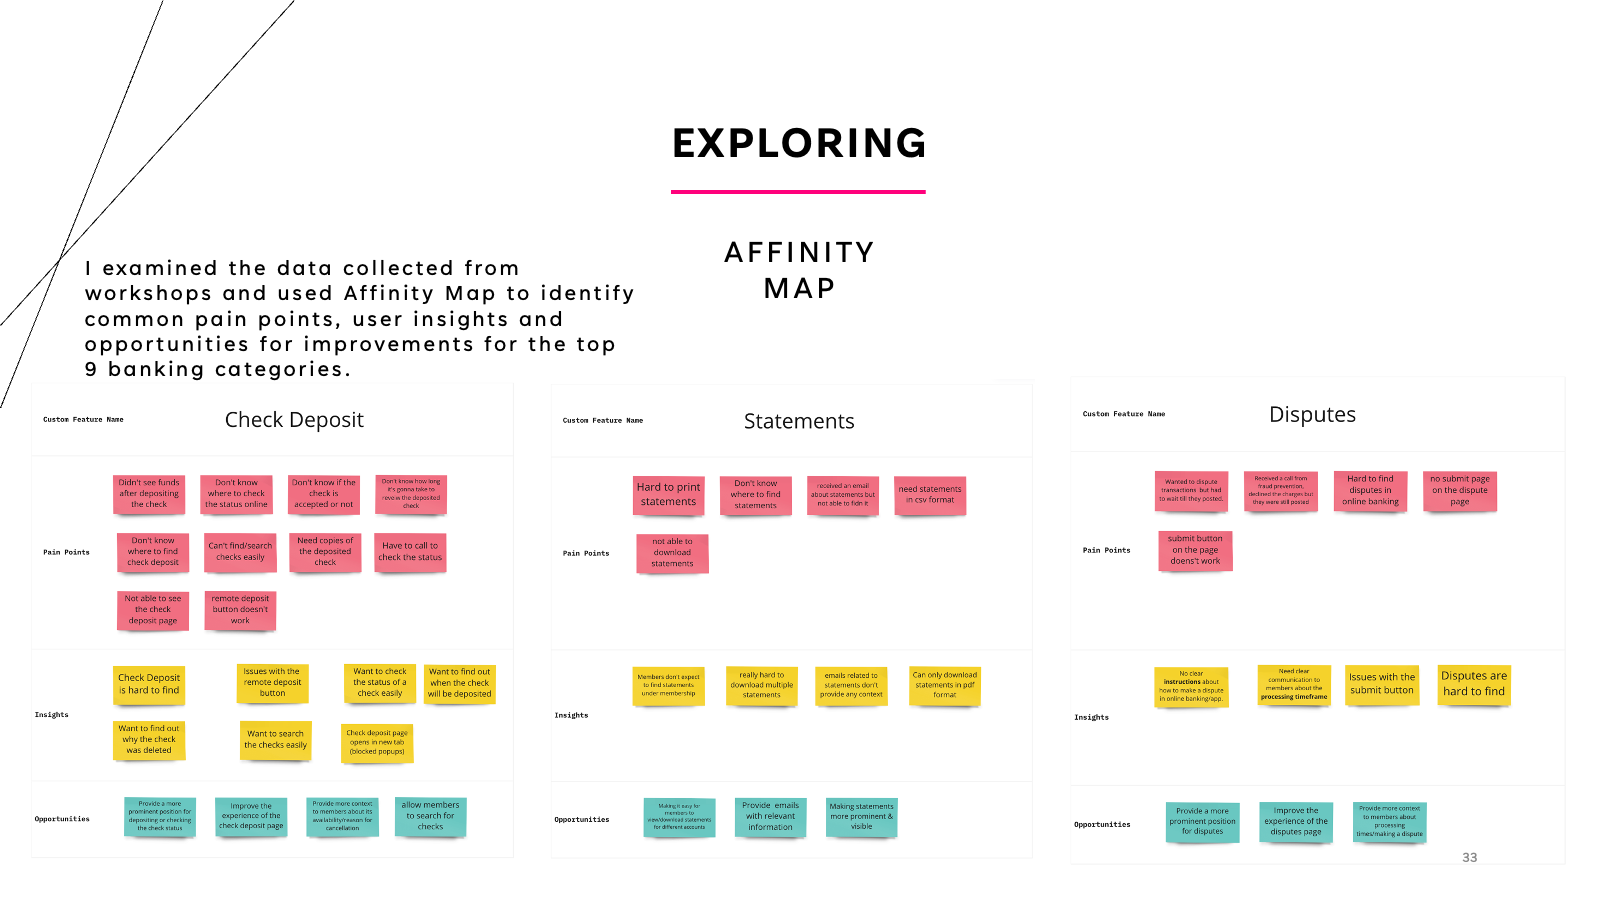 EXPLORING
AFFINITY
MAP
I examined the data collected from
workshops and used Affinity Map to identify
common pain points, user insights and
opportunities for improvements for the top
9 banking categories.
Custom Feature Name
Check Deposit
Pain Points
Didn't see funds
after depositing
the check
Don't know
where to check
the status online
Don't know if the
check is
accepted or not
Don't know how long
it's gonna take to
review the deposited
check
Don't know
where to find
check deposit
Can't find/search
checks easily
Need copies of
the deposited
check
Have to call to
check the status
Not able to see
the check
deposit page
remote deposit
button doesn't
work
Insights
Check Deposit
is hard to find
Issues with the
remote deposit
button
Want to check
the status of a
check easily
Want to find out
when the check
will be deposited
Want to find out
why the check
was deleted
Want to search
the checks easily
Check deposit page
opens in new tab
(blocked popups)
Opportunities
Provide a more
prominent position for
depositing or checking
the check status
Improve the
experience of the
check deposit page
Provide more context
to members about its
availability/reason for
cancellation
allow members
to search for
checks
Custom Feature Name
Statements
Pain Points
Hard to print
statements
Don't know
where to find
statements
received an email
about statements but
not able to fidn it
need statements
in csv format
not able to
download
statements
Insights
Members don't expect
to find statements
under membership
really hard to
download multiple
statements
emails related to
statements don't
provide any context
Can only download
statements in pdf
format
Opportunities
Making it easy for
members to
view/download statements
for different accounts
Provide emails
with relevant
information
Making statements
more prominent &
visible
Custom Feature Name
Disputes
Pain Points
Wanted to dispute
transactions but had
to wait till they posted.
Received a call from
fraud prevention,
declined the charges but
they were still posted
Hard to find
disputes in
online banking
no submit page
on the dispute
page
submit button
on the page
doens't work
Insights
No clear
instructions about
how to make a dispute
in online banking/app.
Need clear
communication to
members about the
processing timeframe
Issues with the
submit button
Disputes are
hard to find
Opportunities
Provide a more
prominent position
for disputes
Improve the
experience of the
disputes page
Provide more context
to members about
processing
times/making a dispute
33